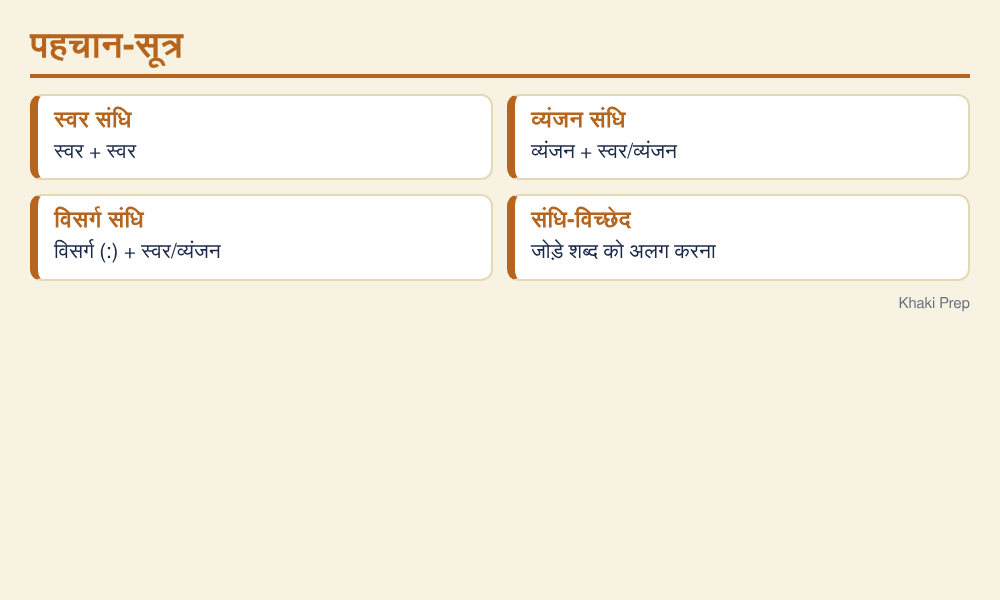 पहचान-सूत्र
स्वर संधि
स्वर + स्वर
व्यंजन संधि
व्यंजन + स्वर/व्यंजन
विसर्ग संधि
विसर्ग (:) + स्वर/व्यंजन
संधि-विच्छेद
जोड़े शब्द को अलग करना
Khaki Prep